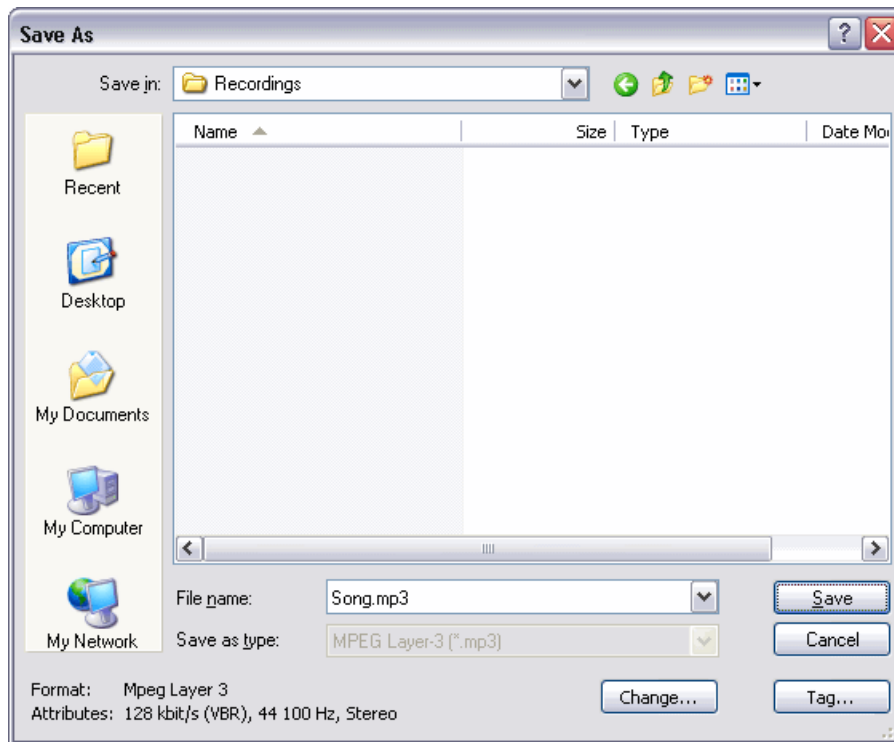 Save As
Save in: Recordings
Name Size Type Date Mo
Recent
Desktop
My Documents
My Computer
My Network
File name: Song.mp3 Save
Save as type: MPEG Layer-3 (*.mp3) Cancel
Format: Mpeg Layer 3
Attributes: 128 kbit/s (VBR), 44 100 Hz, Stereo
Change... Tag...